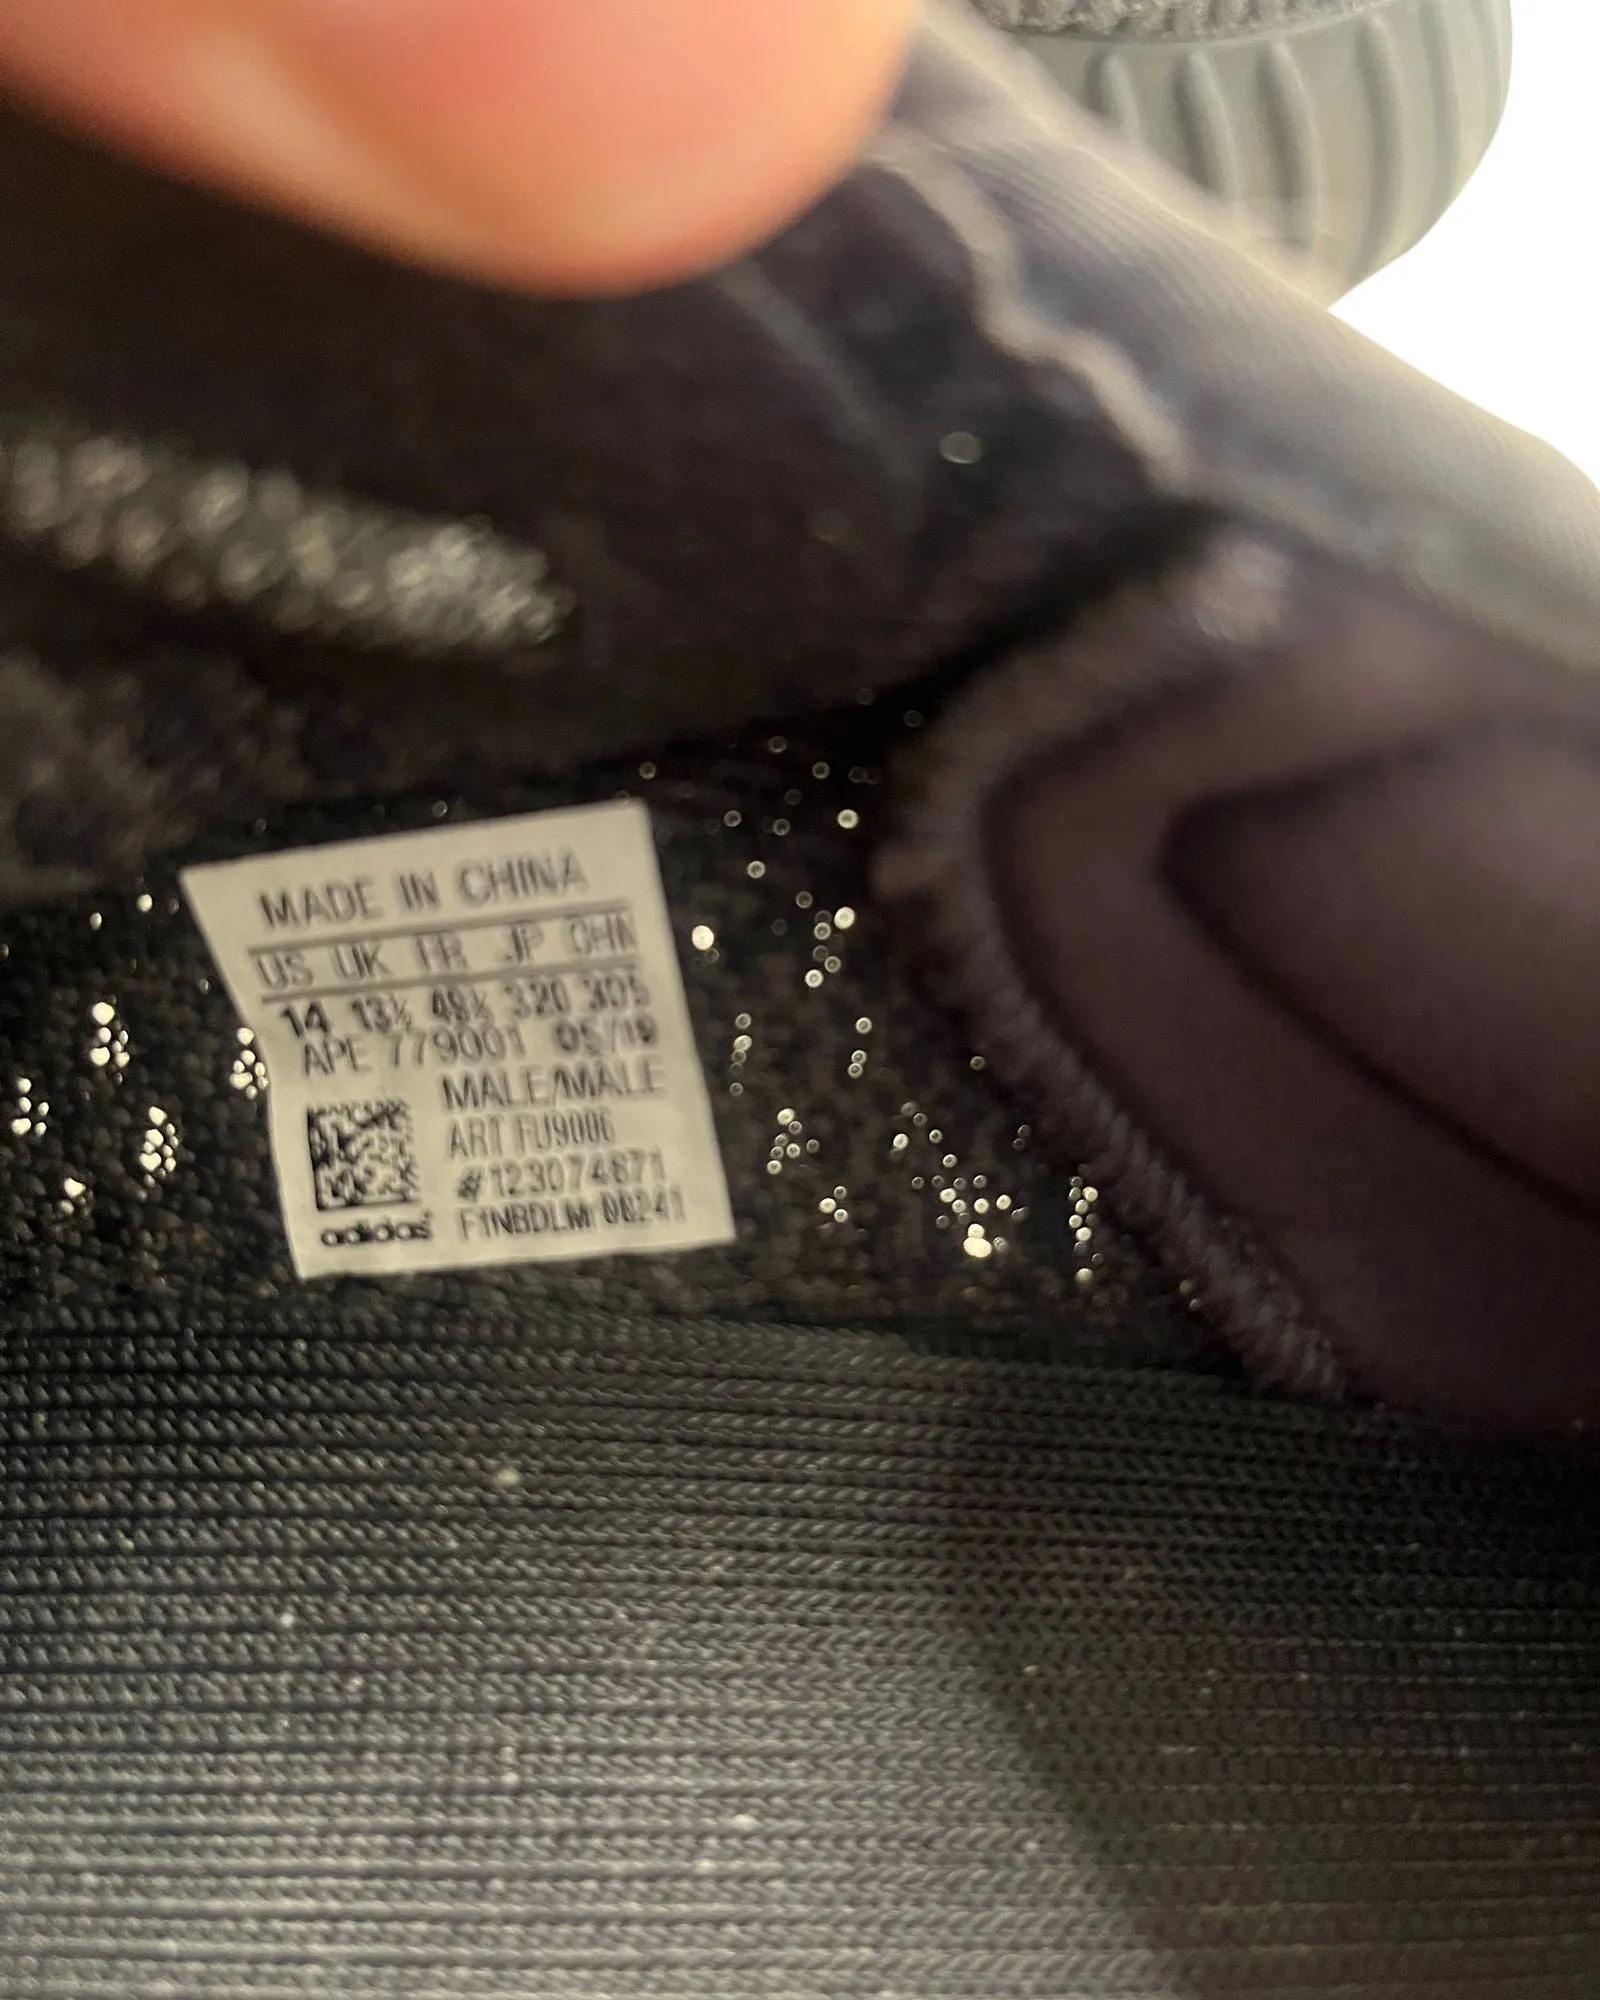 MADE IN CHINA
US UK FR JP CHN
14 13½ 49⅓ 320 305
APE 779001 05/19
MALE/MALE
ART FU9006
#123074671
F1NBDLM 00241
adidas